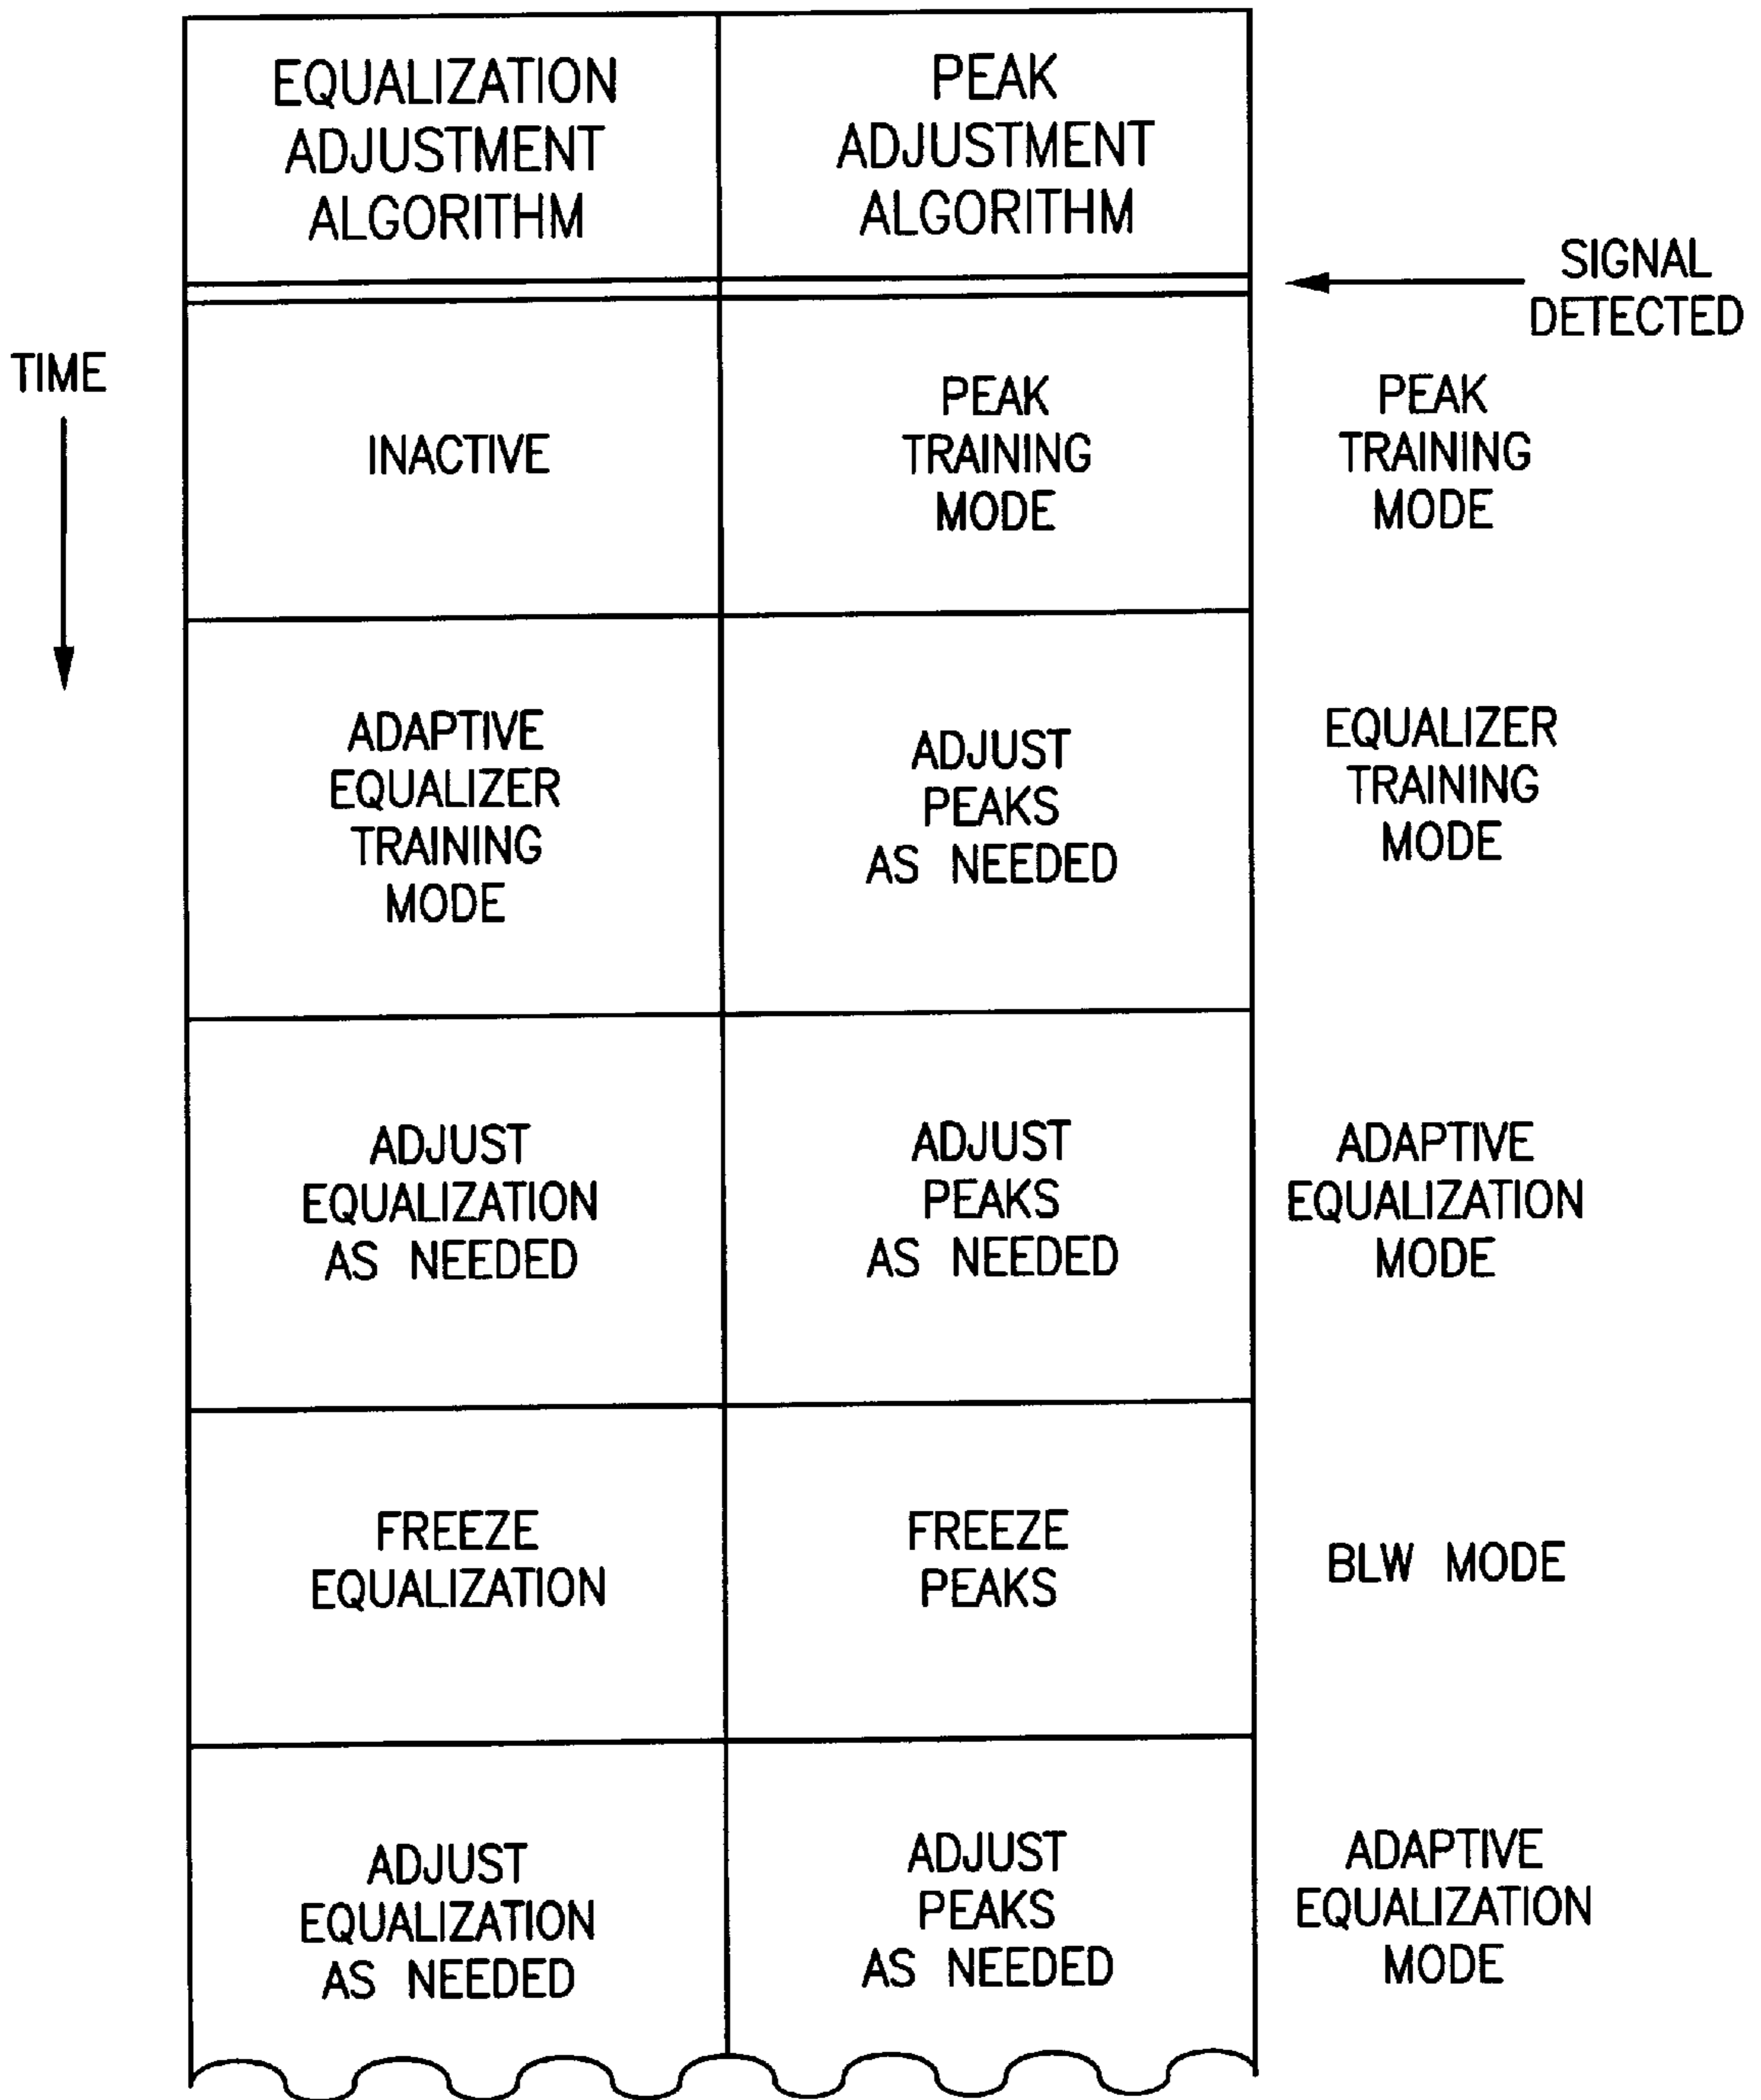 EQUALIZATION
ADJUSTMENT
ALGORITHM
PEAK
ADJUSTMENT
ALGORITHM
SIGNAL
DETECTED
TIME
INACTIVE
PEAK
TRAINING
MODE
PEAK
TRAINING
MODE
ADAPTIVE
EQUALIZER
TRAINING
MODE
ADJUST
PEAKS
AS NEEDED
EQUALIZER
TRAINING
MODE
ADJUST
EQUALIZATION
AS NEEDED
ADJUST
PEAKS
AS NEEDED
ADAPTIVE
EQUALIZATION
MODE
FREEZE
EQUALIZATION
FREEZE
PEAKS
BLW MODE
ADJUST
EQUALIZATION
AS NEEDED
ADJUST
PEAKS
AS NEEDED
ADAPTIVE
EQUALIZATION
MODE